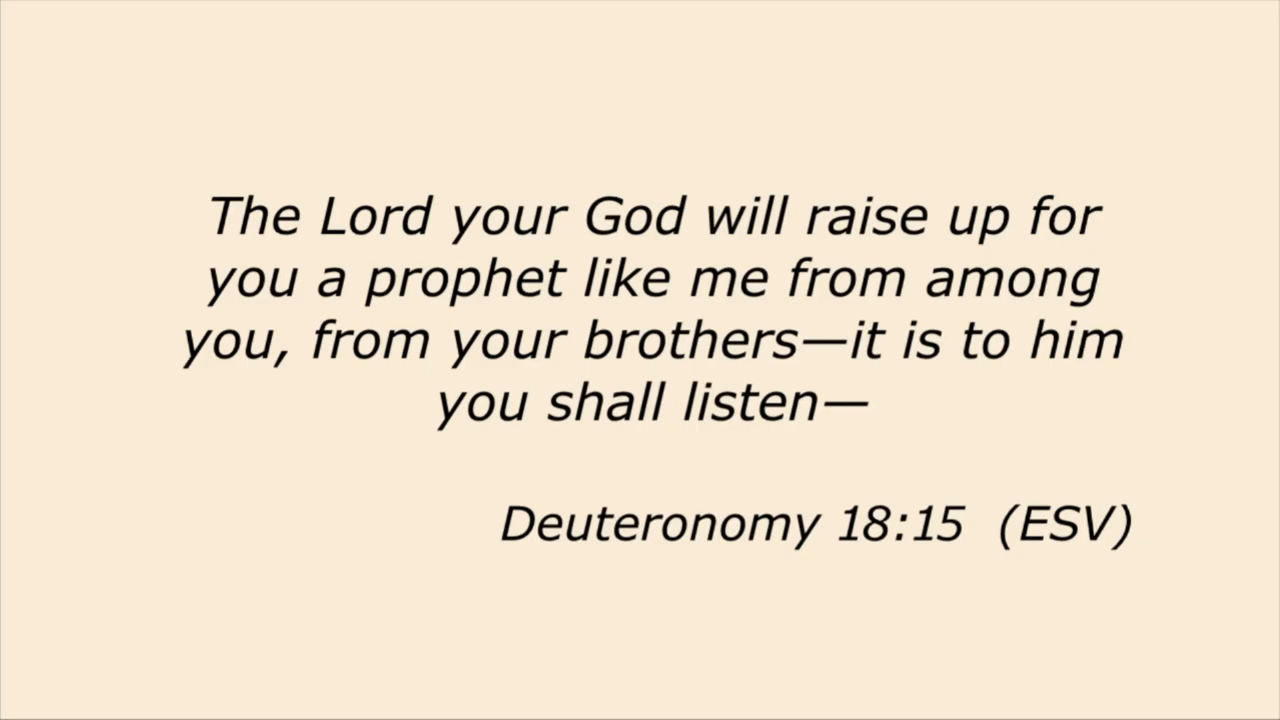 The Lord your God will raise up for
you a prophet like me from among
you, from your brothers—it is to him
you shall listen—
Deuteronomy 18:15  (ESV)